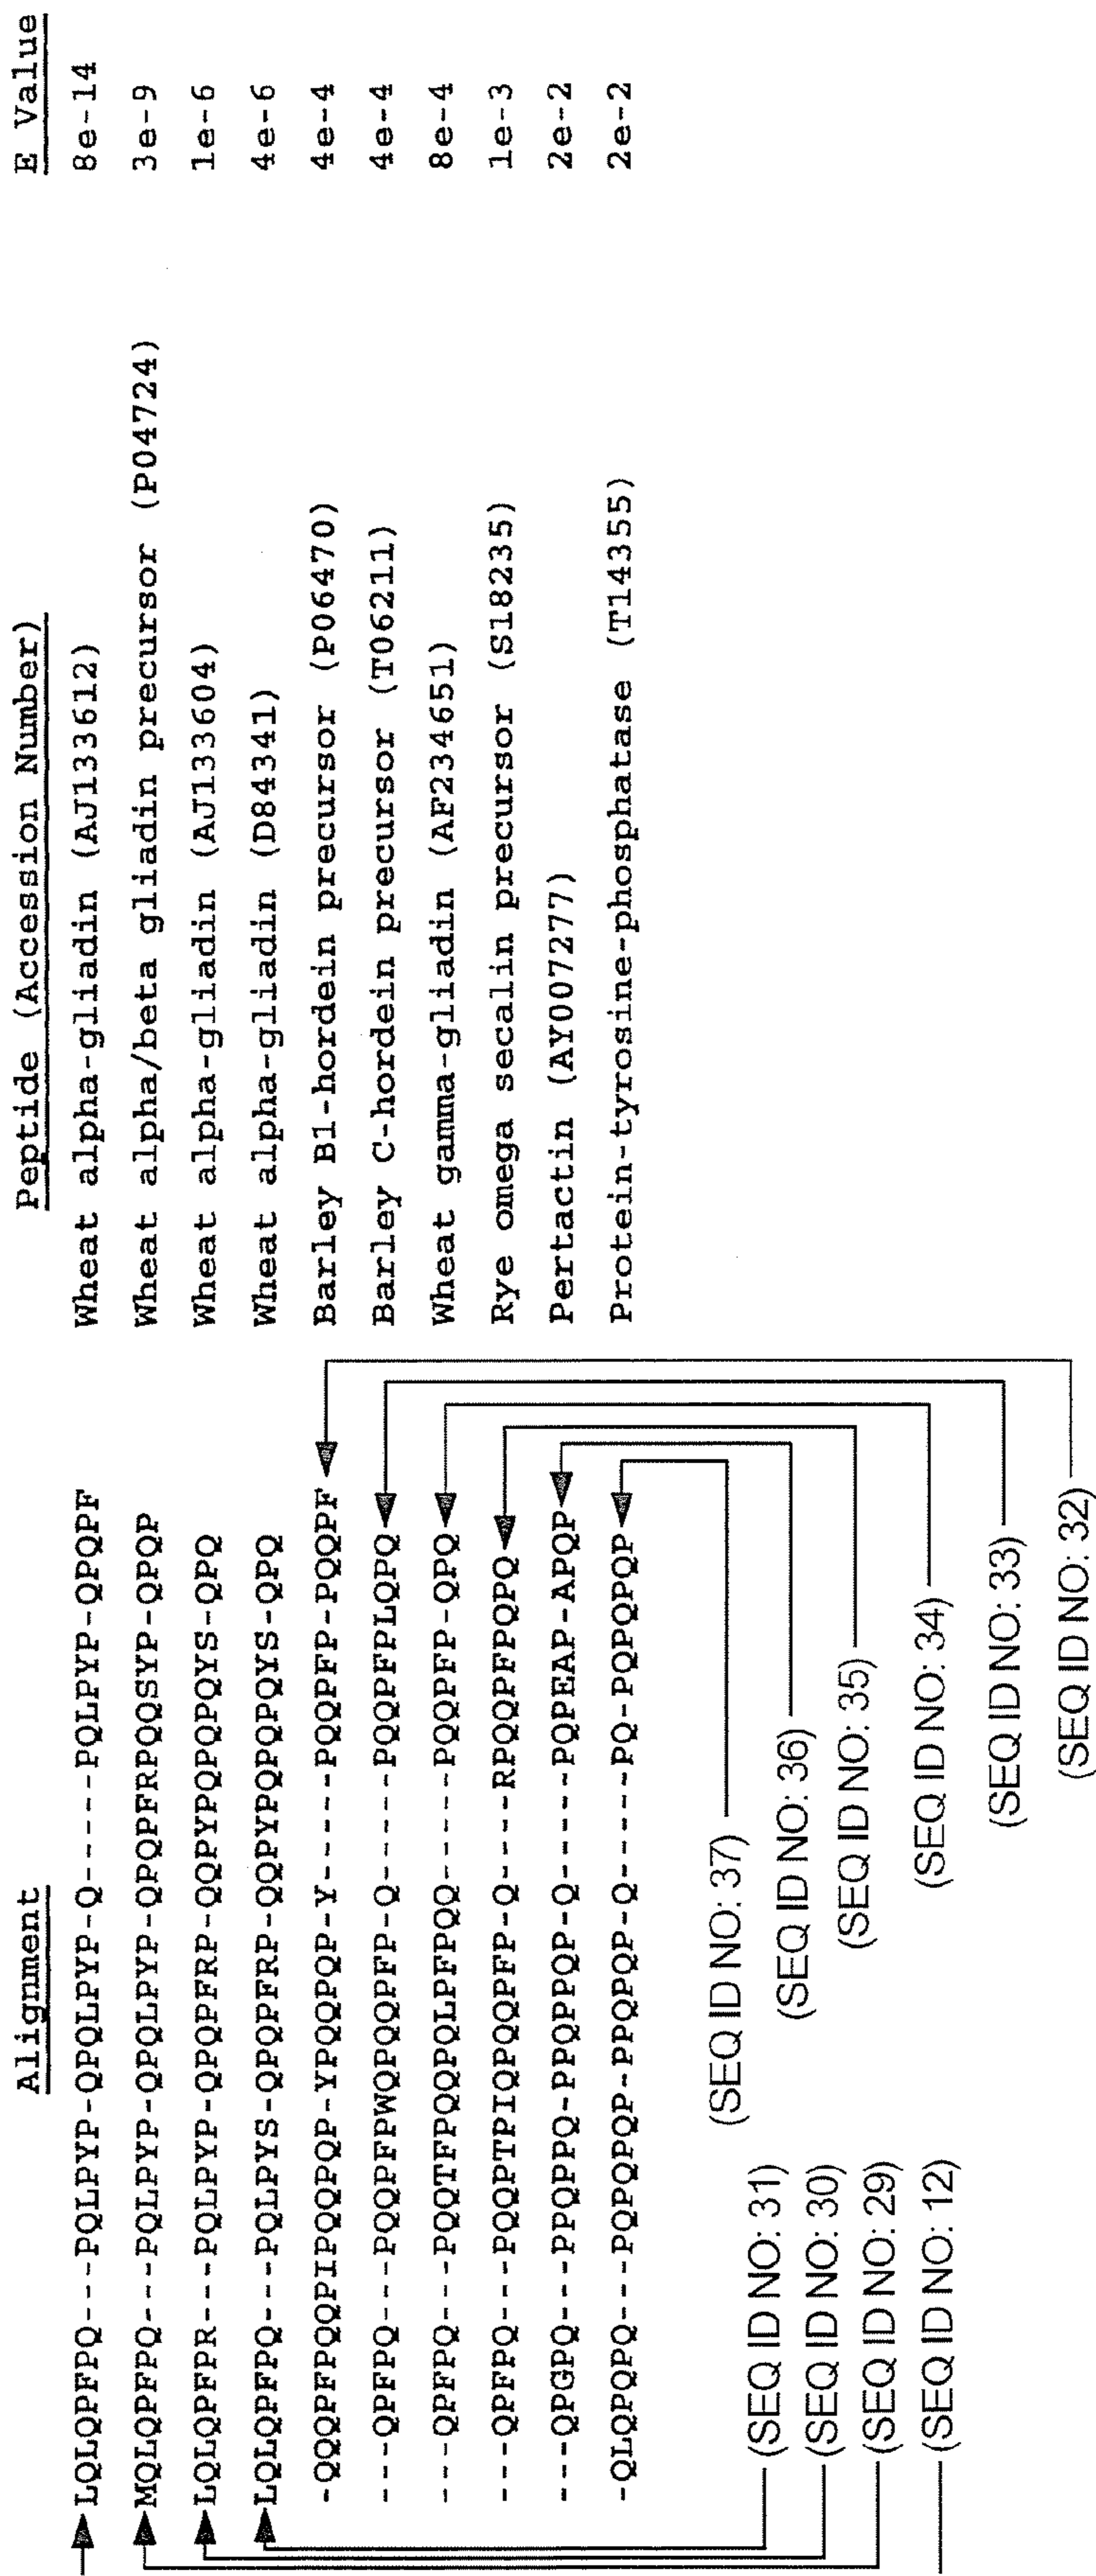 Alignment Peptide (Accession Number) E Value
LQLQPFPQ---PQLPYP-QPQLPYP-Q-----PQLPYP-QPQPF Wheat alpha-gliadin (AJ133612) 8e-14
MQLQPFPQ---PQLPYP-QPQLPYP-QPQPFRPQQSYP-QPQP Wheat alpha/beta gliadin precursor (P04724) 3e-9
LQLQPFPR---PQLPYP-QPQPFRP-QQPYPQPQPQYS-QPQ Wheat alpha-gliadin (AJ133604) 1e-6
LQLQPFPQ---PQLPYS-QPQPFRP-QQPYPQPQPQYS-QPQ Wheat alpha-gliadin (D84341) 4e-6
-QQQPFPQQPIPQQPQP-YPQQPQP-Y-----PQQPFP-PQQPF Barley B1-hordein precursor (P06470) 4e-4
---QPFPQ---PQQPFPWQPQQPFP-Q-----PQQPFPLQPQ Barley C-hordein precursor (T06211) 4e-4
---QPFPQ---PQQTFPQQPQLPFPQQ-----PQQPFP-QPQ Wheat gamma-gliadin (AF234651) 8e-4
---QPFPQ---PQQPTPIQPQQPFP-Q----RPQQPFPQPQ Rye omega secalin precursor (S18235) 1e-3
---QPGPQ---PPQPPQ-PPQPPQP-Q-----PQPEAP-APQP Pertactin (AY007277) 2e-2
-QLQPQPQ---PQPQPQP-PPQPQP-Q-----PQ-PQPQPQP Protein-tyrosine-phosphatase (T14355) 2e-2
(SEQ ID NO: 37)
(SEQ ID NO: 31) (SEQ ID NO: 36)
(SEQ ID NO: 30) (SEQ ID NO: 35)
(SEQ ID NO: 29) (SEQ ID NO: 34)
(SEQ ID NO: 12) (SEQ ID NO: 33)
(SEQ ID NO: 32)